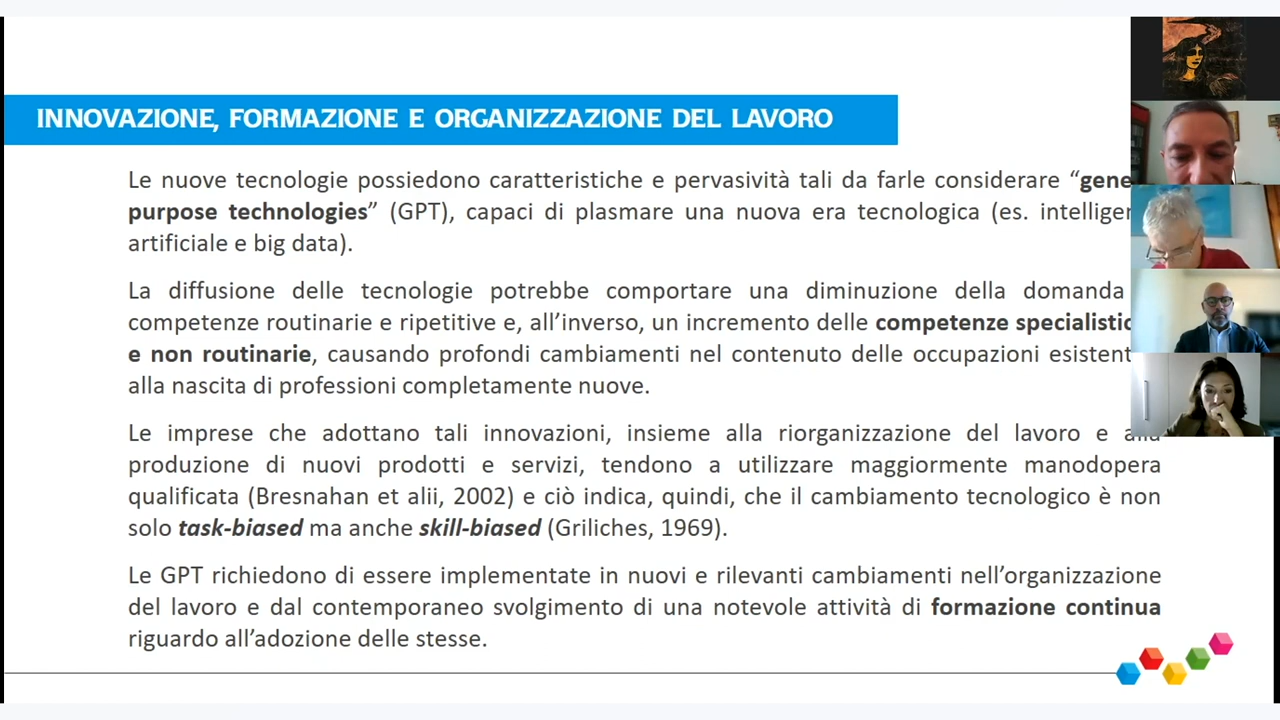 INNOVAZIONE, FORMAZIONE E ORGANIZZAZIONE DEL LAVORO
Le nuove tecnologie possiedono caratteristiche e pervasività tali da farle considerare “gene
purpose technologies” (GPT), capaci di plasmare una nuova era tecnologica (es. intelligen
artificiale e big data).
La diffusione delle tecnologie potrebbe comportare una diminuzione della domanda
competenze routinarie e ripetitive e, all’inverso, un incremento delle competenze specialistic
e non routinarie, causando profondi cambiamenti nel contenuto delle occupazioni esistent
alla nascita di professioni completamente nuove.
Le imprese che adottano tali innovazioni, insieme alla riorganizzazione del lavoro e alla
produzione di nuovi prodotti e servizi, tendono a utilizzare maggiormente manodopera
qualificata (Bresnahan et alii, 2002) e ciò indica, quindi, che il cambiamento tecnologico è non
solo task-biased ma anche skill-biased (Griliches, 1969).
Le GPT richiedono di essere implementate in nuovi e rilevanti cambiamenti nell’organizzazione
del lavoro e dal contemporaneo svolgimento di una notevole attività di formazione continua
riguardo all’adozione delle stesse.